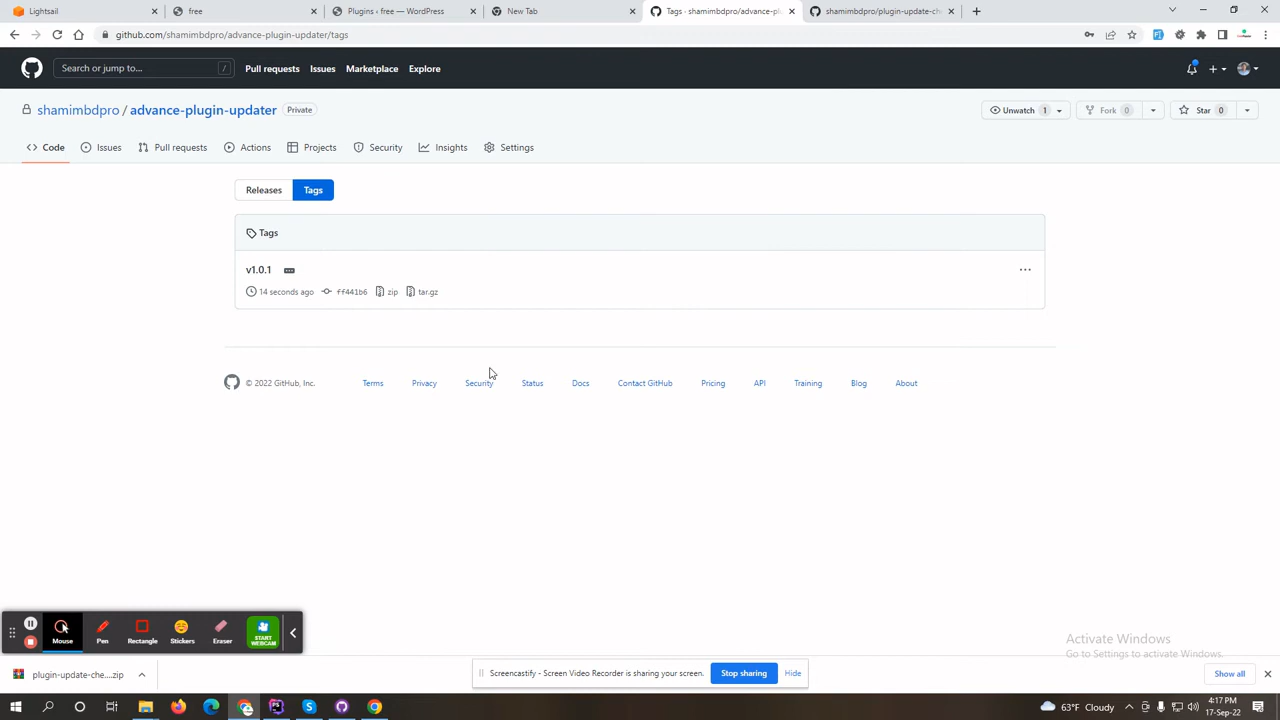 Lightsail
free
Plugins ‹ free — WordPress
New Tab
Tags · shamimbdpro/advance-plu
shamimbdpro/plugin-update-che
github.com/shamimbdpro/advance-plugin-updater/tags
Search or jump to...
/
Pull requests
Issues
Marketplace
Explore
shamimbdpro / advance-plugin-updater
Private
Unwatch 1
Fork 0
Star 0
Code
Issues
Pull requests
Actions
Projects
Security
Insights
Settings
Releases
Tags
Tags
v1.0.1
14 seconds ago
ff441b6
zip
tar.gz
© 2022 GitHub, Inc.
Terms
Privacy
Security
Status
Docs
Contact GitHub
Pricing
API
Training
Blog
About
Mouse
Pen
Rectangle
Stickers
Eraser
START
WEBCAM
Activate Windows
Go to Settings to activate Windows.
plugin-update-che....zip
Screencastify - Screen Video Recorder is sharing your screen.
Stop sharing
Hide
Show all
63°F Cloudy
4:17 PM
17-Sep-22